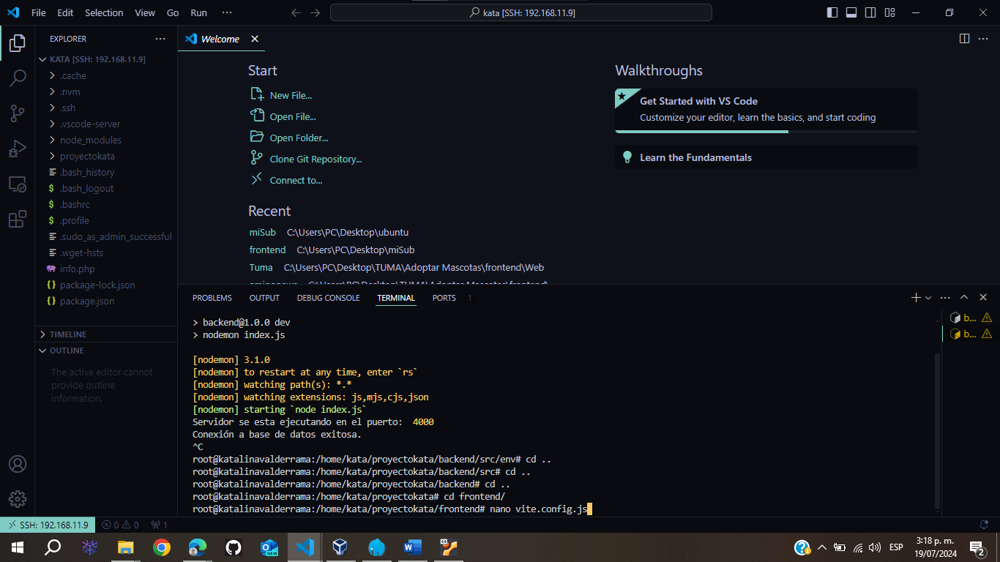 File Edit Selection View Go Run ···
kata [SSH: 192.168.11.9]
EXPLORER
KATA [SSH: 192.168.11.9]
.cache
.nvm
.ssh
.vscode-server
node_modules
proyectokata
.bash_history
.bash_logout
.bashrc
.profile
.sudo_as_admin_successful
.wget-hsts
info.php
package-lock.json
package.json
TIMELINE
OUTLINE
The active editor cannot
provide outline
information.
Welcome
Start
New File...
Open File...
Open Folder...
Clone Git Repository...
Connect to...
Recent
miSub C:\Users\PC\Desktop\ubuntu
frontend C:\Users\PC\Desktop\miSub
Tuma C:\Users\PC\Desktop\TUMA\Adoptar Mascotas\frontend\Web
Walkthroughs
Get Started with VS Code
Customize your editor, learn the basics, and start coding
Learn the Fundamentals
PROBLEMS OUTPUT DEBUG CONSOLE TERMINAL PORTS 1
> backend@1.0.0 dev
> nodemon index.js
[nodemon] 3.1.0
[nodemon] to restart at any time, enter `rs`
[nodemon] watching path(s): *.*
[nodemon] watching extensions: js,mjs,cjs,json
[nodemon] starting `node index.js`
Servidor se esta ejecutando en el puerto:  4000
Conexión a base de datos exitosa.
^C
root@katalinavalderrama:/home/kata/proyectokata/backend/src/env# cd ..
root@katalinavalderrama:/home/kata/proyectokata/backend/src# cd ..
root@katalinavalderrama:/home/kata/proyectokata/backend# cd ..
root@katalinavalderrama:/home/kata/proyectokata# cd frontend/
root@katalinavalderrama:/home/kata/proyectokata/frontend# nano vite.config.js
b...
b...
SSH: 192.168.11.9 0 0 1
ESP
3:18 p. m.
19/07/2024
2